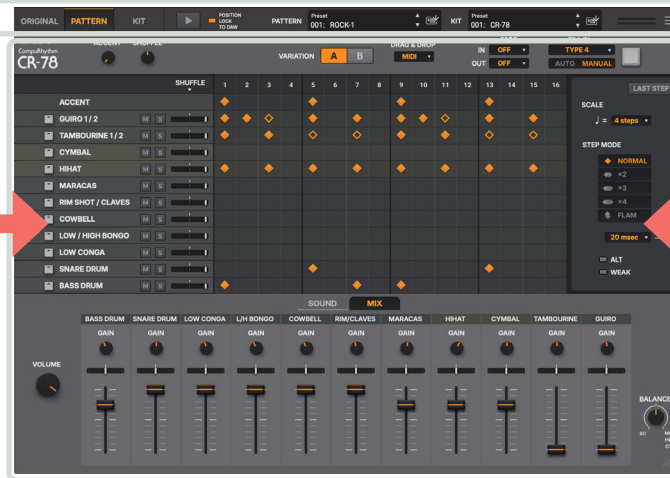 ORIGINAL PATTERN KIT POSITION LOCK TO DAW PATTERN Preset 001: ROCK-1 KIT Preset 001: CR-78
CompuRhythm CR-78 ACCENT SHUFFLE VARIATION A B DRAG & DROP MIDI IN OFF OUT OFF TYPE 4 AUTO MANUAL
SHUFFLE 1 2 3 4 5 6 7 8 9 10 11 12 13 14 15 16 LAST STEP
ACCENT
SCALE
GUIRO 1 / 2 M S
♩ = 4 steps
TAMBOURINE 1 / 2 M S
STEP MODE
CYMBAL M S
NORMAL
HIHAT M S
×2
MARACAS M S
×3
RIM SHOT / CLAVES M S
×4
COWBELL M S
FLAM
LOW / HIGH BONGO M S
20 msec
LOW CONGA M S
ALT
SNARE DRUM M S
WEAK
BASS DRUM M S
SOUND MIX
BASS DRUM SNARE DRUM LOW CONGA L/H BONGO COWBELL RIM/CLAVES MARACAS HIHAT CYMBAL TAMBOURINE GUIRO
GAIN GAIN GAIN GAIN GAIN GAIN GAIN GAIN GAIN GAIN GAIN
VOLUME
BALANCE
BD